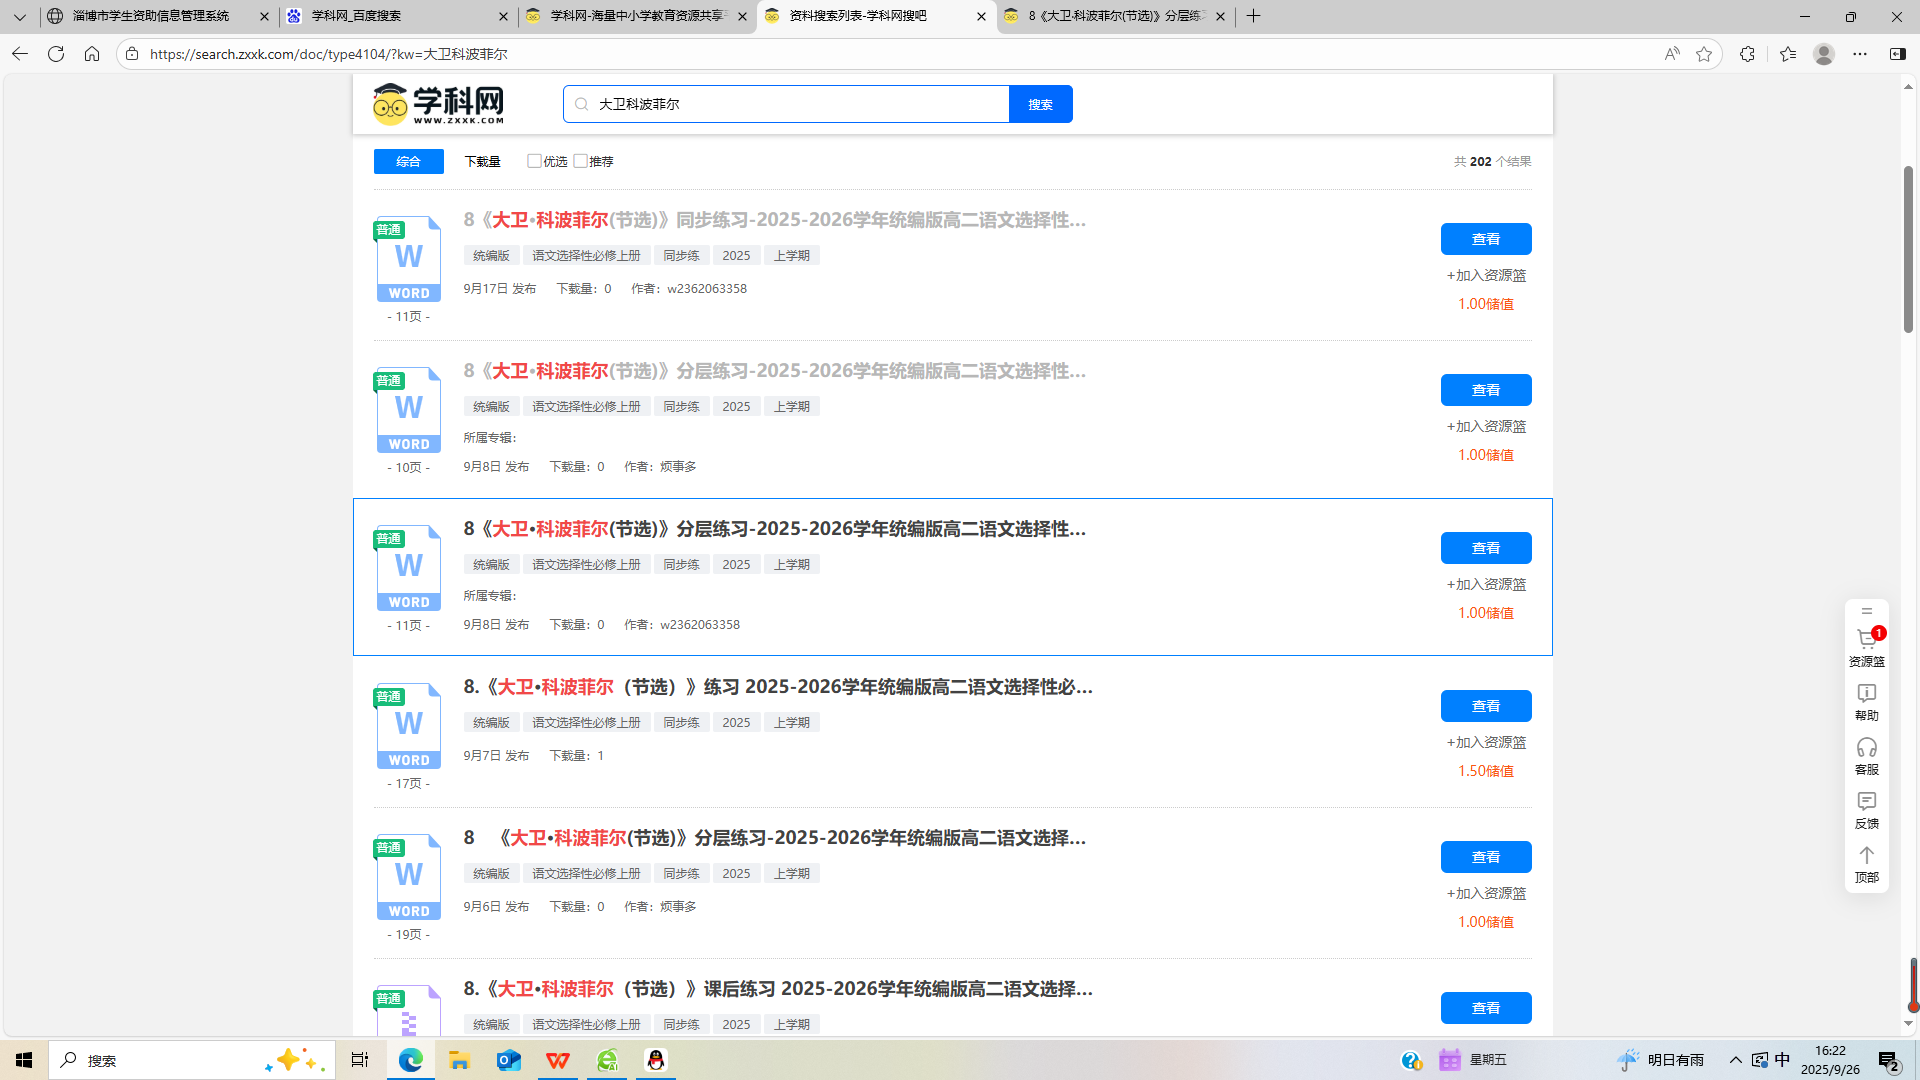 淄博市学生资助信息管理系统
学科网_百度搜索
学科网-海量中小学教育资源共享
资料搜索列表-学科网搜吧
8《大卫·科波菲尔(节选)》分层练
https://search.zxxk.com/doc/type4104/?kw=大卫科波菲尔
学科网
WWW.ZXXK.COM
大卫科波菲尔
搜索
综合 下载量 优选 推荐 共 202 个结果
8《大卫·科波菲尔(节选)》同步练习-2025-2026学年统编版高二语文选择性...
普通
W
WORD
- 11页 -
统编版 语文选择性必修上册 同步练 2025 上学期
9月17日 发布 下载量：0 作者：w2362063358
查看
+加入资源篮
1.00储值
8《大卫·科波菲尔(节选)》分层练习-2025-2026学年统编版高二语文选择性...
普通
W
WORD
- 10页 -
统编版 语文选择性必修上册 同步练 2025 上学期
所属专辑：
9月8日 发布 下载量：0 作者：烦事多
查看
+加入资源篮
1.00储值
8《大卫·科波菲尔(节选)》分层练习-2025-2026学年统编版高二语文选择性...
普通
W
WORD
- 11页 -
统编版 语文选择性必修上册 同步练 2025 上学期
所属专辑：
9月8日 发布 下载量：0 作者：w2362063358
查看
+加入资源篮
1.00储值
8.《大卫·科波菲尔（节选）》练习 2025-2026学年统编版高二语文选择性必...
普通
W
WORD
- 17页 -
统编版 语文选择性必修上册 同步练 2025 上学期
9月7日 发布 下载量：1
查看
+加入资源篮
1.50储值
8 《大卫·科波菲尔(节选)》分层练习-2025-2026学年统编版高二语文选择...
普通
W
WORD
- 19页 -
统编版 语文选择性必修上册 同步练 2025 上学期
9月6日 发布 下载量：0 作者：烦事多
查看
+加入资源篮
1.00储值
8.《大卫·科波菲尔（节选）》课后练习 2025-2026学年统编版高二语文选择...
普通
统编版 语文选择性必修上册 同步练 2025 上学期
查看
1
资源篮
帮助
客服
反馈
顶部
搜索
星期五
明日有雨
中
16:22
2025/9/26
2